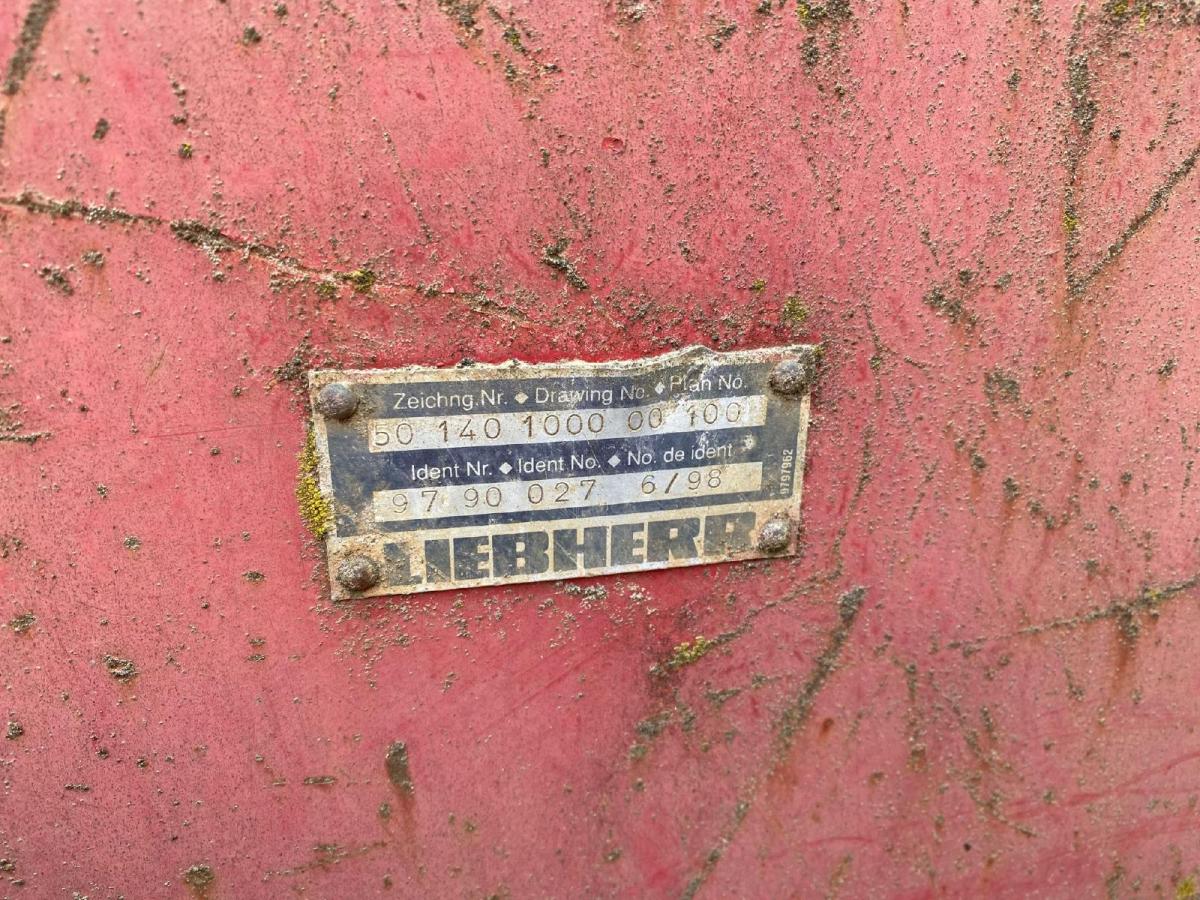 Zeichng.Nr. ◆ Drawing No. ◆ Plan No.
50 140 1000 00 100
Ident Nr. ◆ Ident No. ◆ No. de ident
97 90 027 6/98
LIEBHERR
9797962